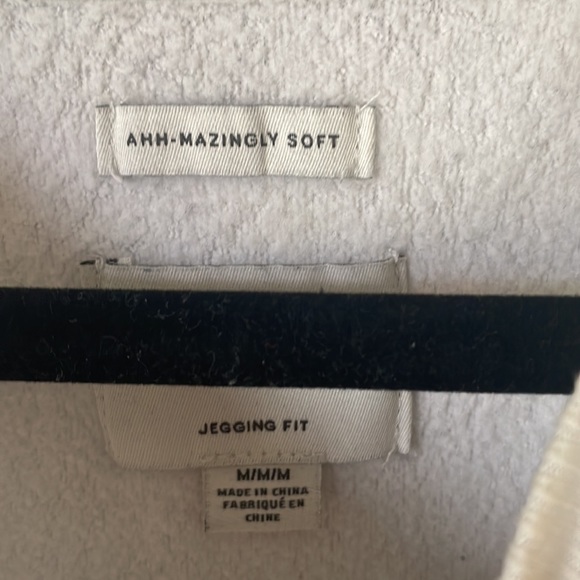 AHH-MAZINGLY SOFT
JEGGING FIT
M/M/M
MADE IN CHINA
FABRIQUÉ EN
CHINE